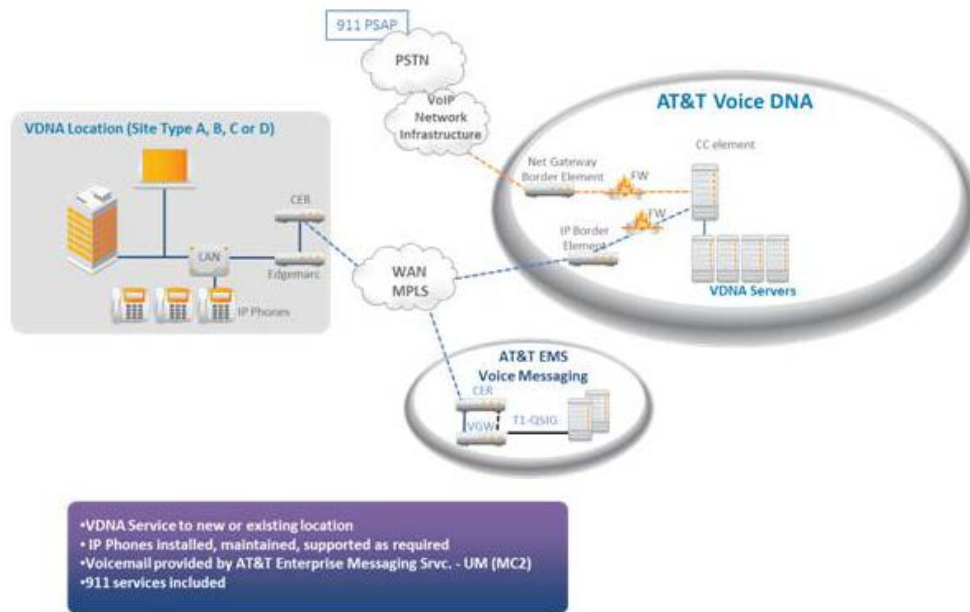 911 PSAP
PSTN
VoIP
Network
Infrastructure
AT&T Voice DNA
VDNA Location (Site Type A, B, C or D)
CC element
Net Gateway
Border Element
FW
CER
FW
IP Border
Element
LAN
Edgemarc
WAN
MPLS
VDNA Servers
IP Phones
AT&T EMS
Voice Messaging
CER
VGW
T1-QSIG
•VDNA Service to new or existing location
• IP Phones installed, maintained, supported as required
•Voicemail provided by AT&T Enterprise Messaging Srvc. - UM (MC2)
•911 services included